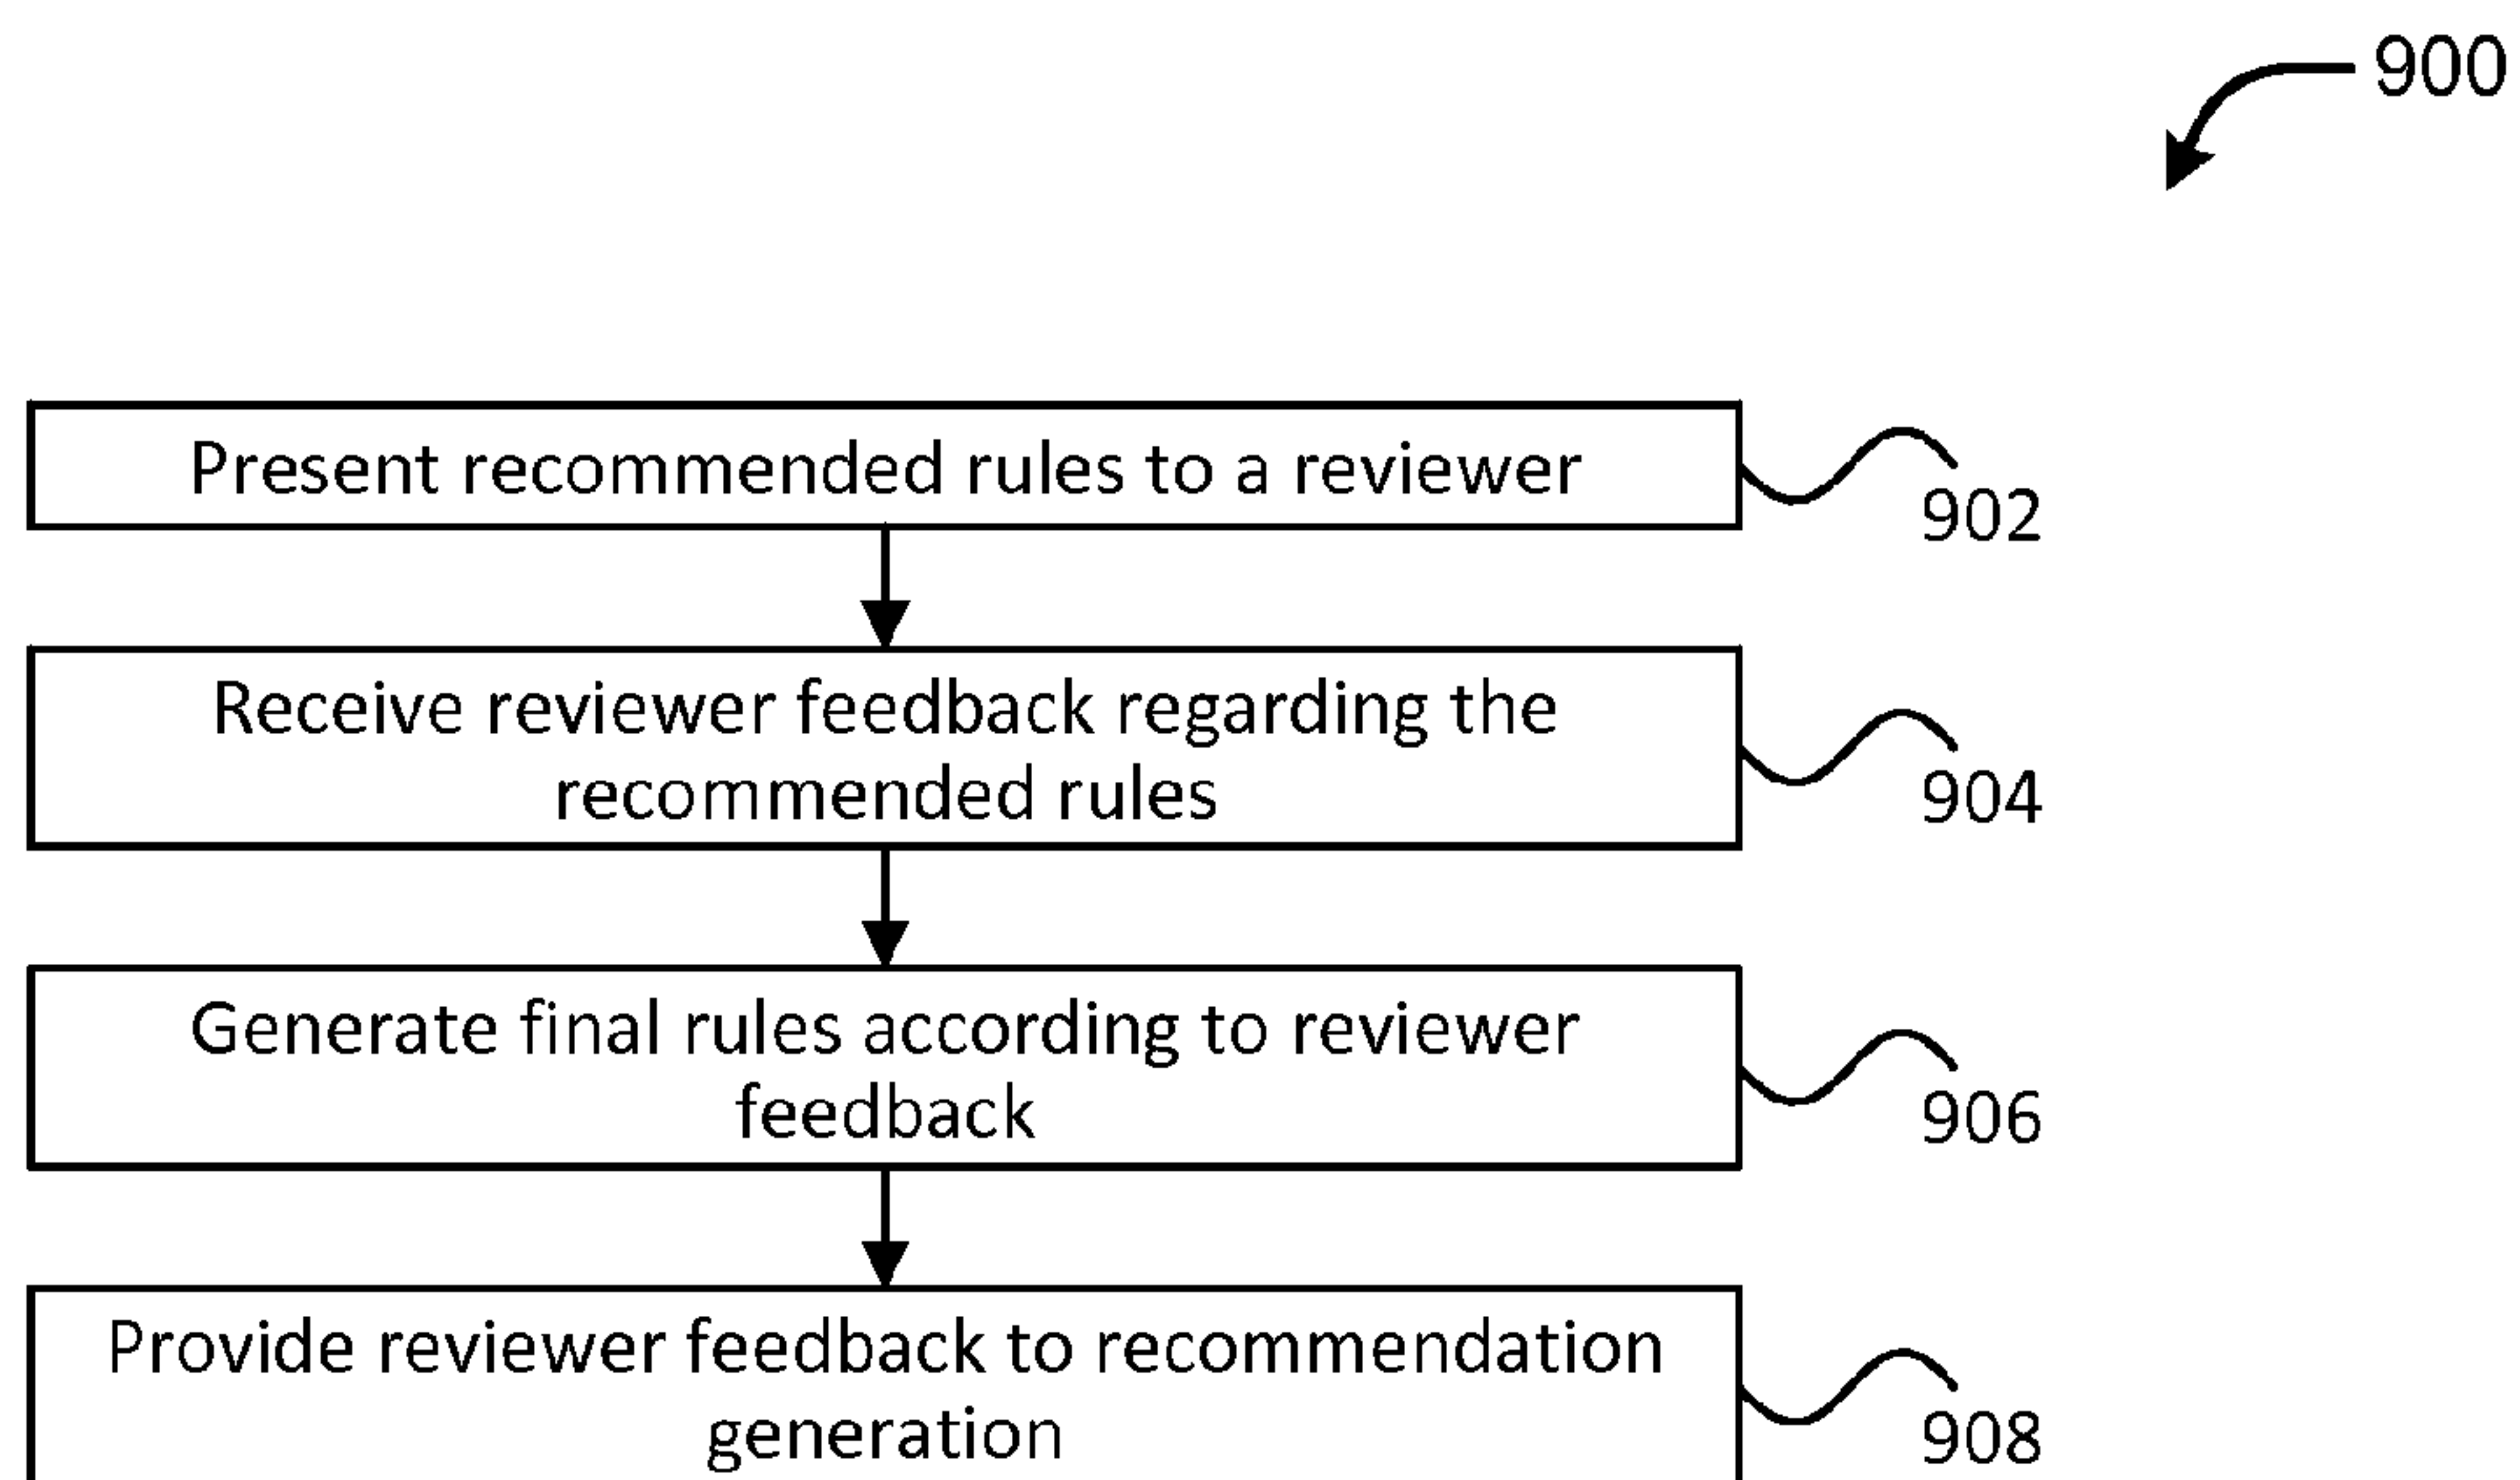 900
Present recommended rules to a reviewer
902
Receive reviewer feedback regarding the
recommended rules
904
Generate final rules according to reviewer
feedback
906
Provide reviewer feedback to recommendation
generation
908